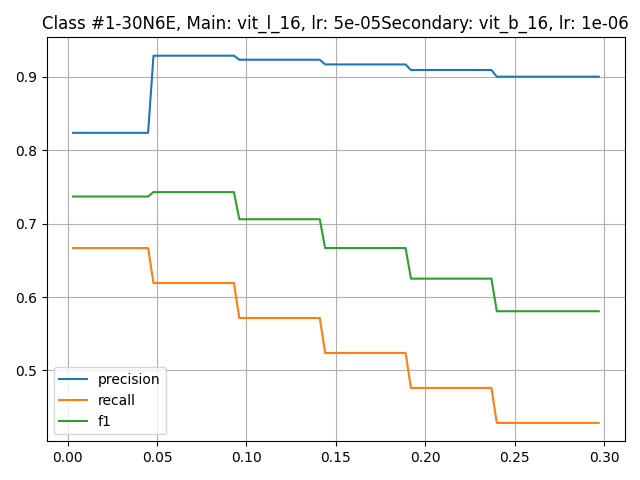 Class #1-30N6E, Main: vit_l_16, lr: 5e-05Secondary: vit_b_16, lr: 1e-06
0.9
0.8
0.7
0.6
0.5
precision
recall
f1
0.00 0.05 0.10 0.15 0.20 0.25 0.30